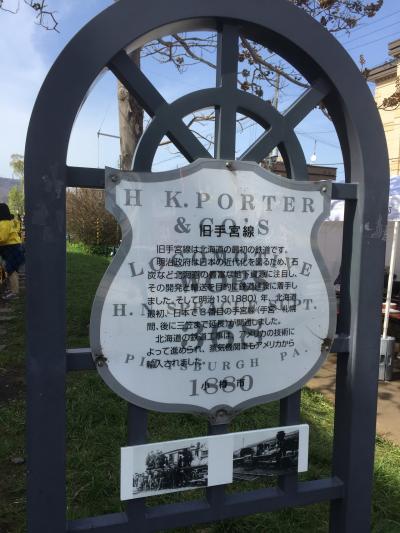 H. K. PORTER
& CO'S
旧手宮線
旧手宮線は北海道の最初の鉄道です。
明治政府は日本の近代化を図るため、石
炭など北海道の豊富な地下資源に注目し、
その開発と輸送を目的に鉄道建設に着手し
ました。そして明治13(1880)年、北海道
最初、日本で8番目の手宮線(手宮-札幌
間、後に三笠まで延長)が開通しました。
北海道の鉄道工事は、アメリカの技術に
よって進められ、蒸気機関車もアメリカから
輸入されました。
PITTSBURGH PA.
1880
小樽市